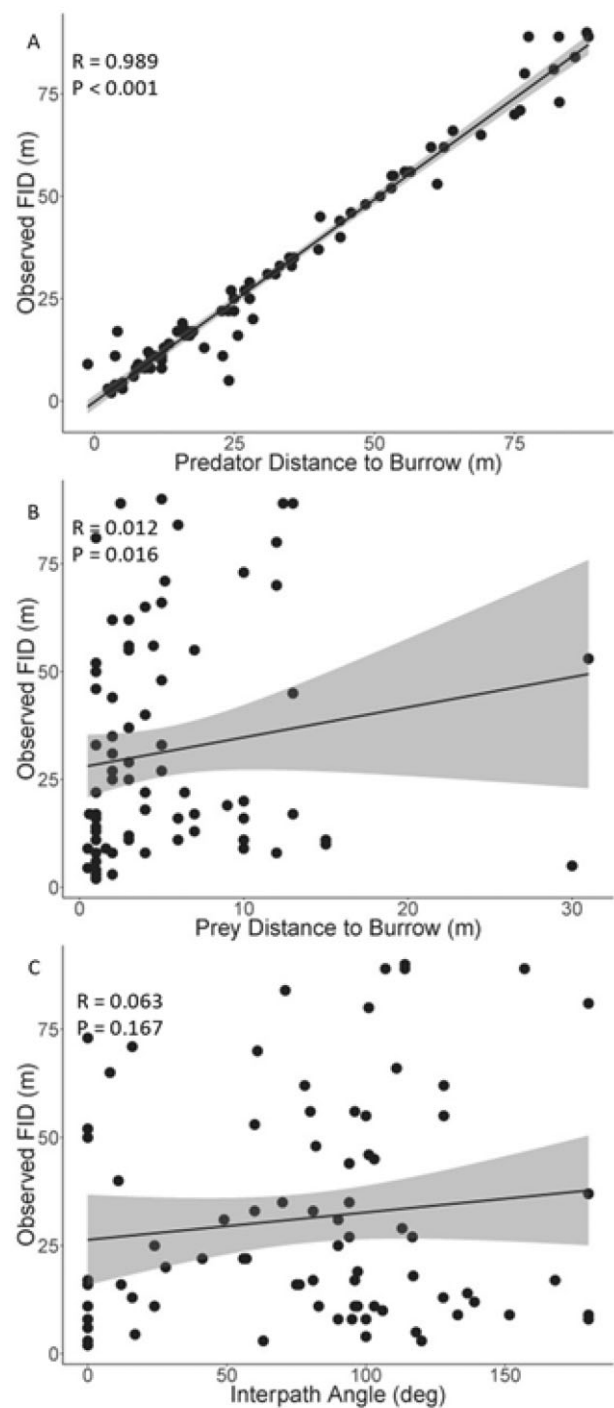 A
R = 0.989
P < 0.001
Observed FID (m)
75
50
25
0
0 25 50 75
Predator Distance to Burrow (m)
B
R = 0.012
P = 0.016
Observed FID (m)
75
50
25
0
0 10 20 30
Prey Distance to Burrow (m)
C
R = 0.063
P = 0.167
Observed FID (m)
75
50
25
0
0 50 100 150
Interpath Angle (deg)